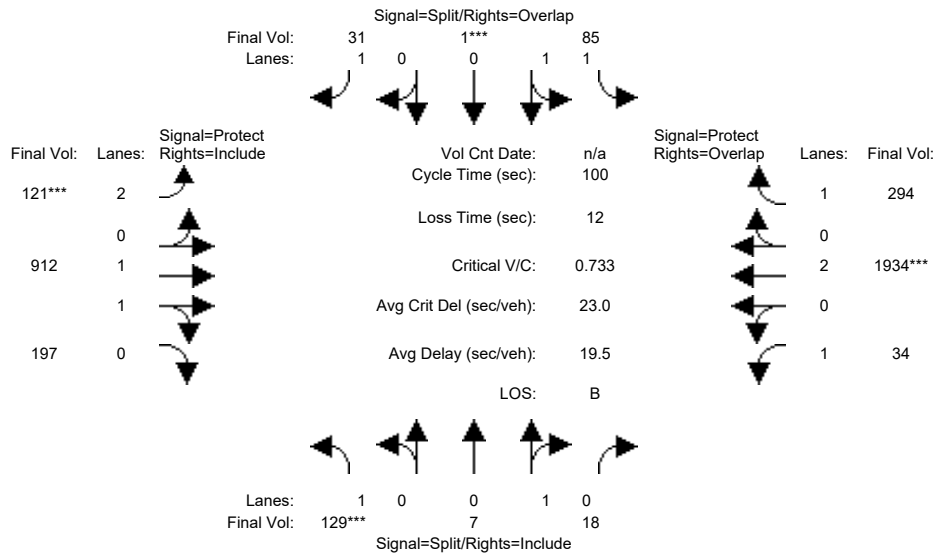 Signal=Split/Rights=Overlap
Final Vol: 31 1*** 85
Lanes: 1 0 0 1 1
Signal=Protect
Final Vol: Lanes: Rights=Include
Vol Cnt Date: n/a
Signal=Protect
Rights=Overlap Lanes: Final Vol:
Cycle Time (sec): 100
121*** 2
1 294
Loss Time (sec): 12
0
0
912 1
Critical V/C: 0.733
2 1934***
1
Avg Crit Del (sec/veh): 23.0
0
197 0
Avg Delay (sec/veh): 19.5
1 34
LOS: B
Lanes: 1 0 0 1 0
Final Vol: 129*** 7 18
Signal=Split/Rights=Include